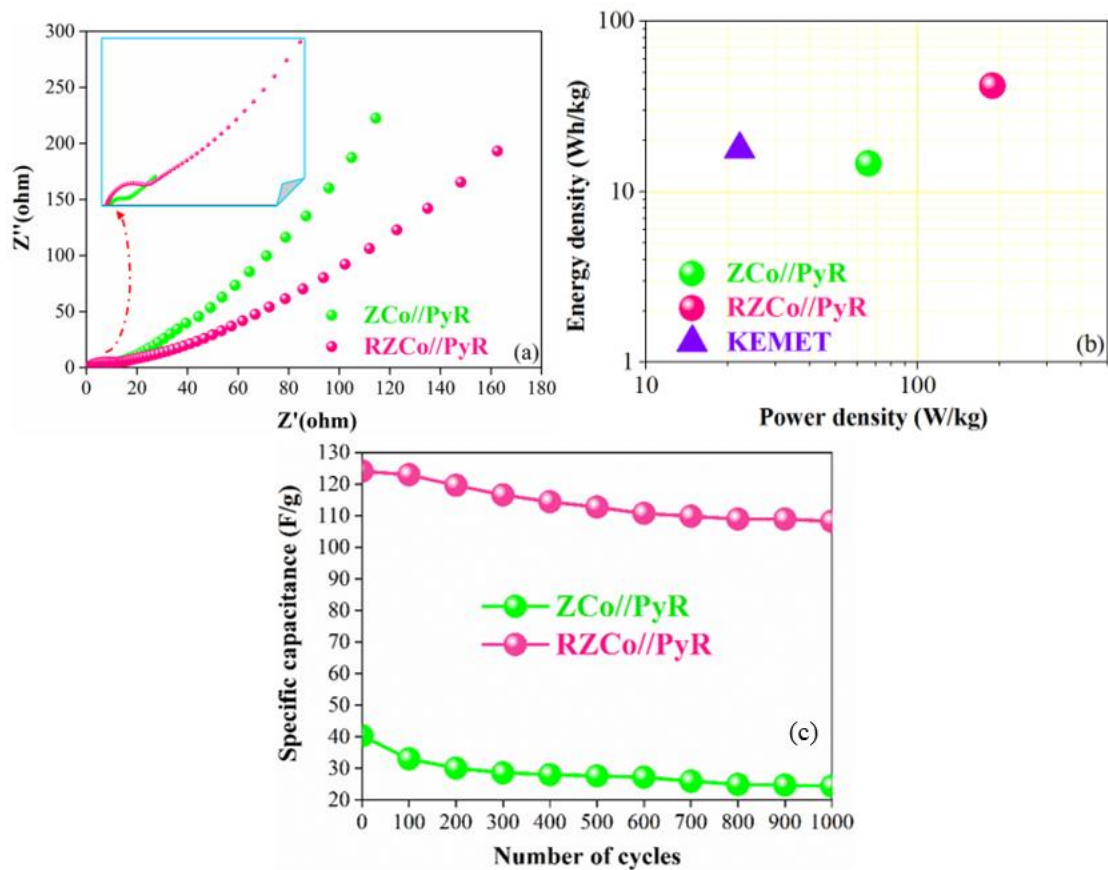 Z''(ohm)
300
250
200
150
100
50
0
ZCo//PyR
RZCo//PyR
(a)
0 20 40 60 80 100 120 140 160 180
Z'(ohm)
Energy density (Wh/kg)
100
10
1
ZCo//PyR
RZCo//PyR
KEMET
(b)
10 100
Power density (W/kg)
Specific capacitance (F/g)
130
120
110
100
90
80
70
60
50
40
30
20
ZCo//PyR
RZCo//PyR
(c)
0 100 200 300 400 500 600 700 800 900 1000
Number of cycles